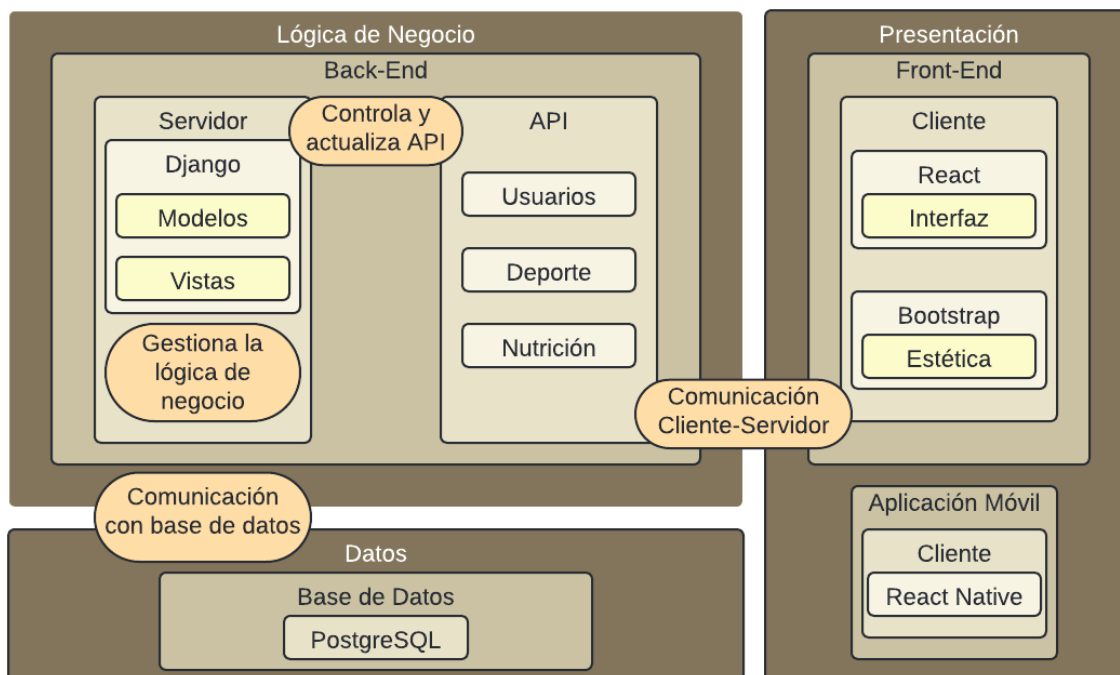 Lógica de Negocio
Back-End
Servidor
Django
Modelos
Vistas
Gestiona la
lógica de
negocio
Controla y
actualiza API
API
Usuarios
Deporte
Nutrición
Comunicación
Cliente-Servidor
Presentación
Front-End
Cliente
React
Interfaz
Bootstrap
Estética
Aplicación Móvil
Cliente
React Native
Comunicación
con base de datos
Datos
Base de Datos
PostgreSQL